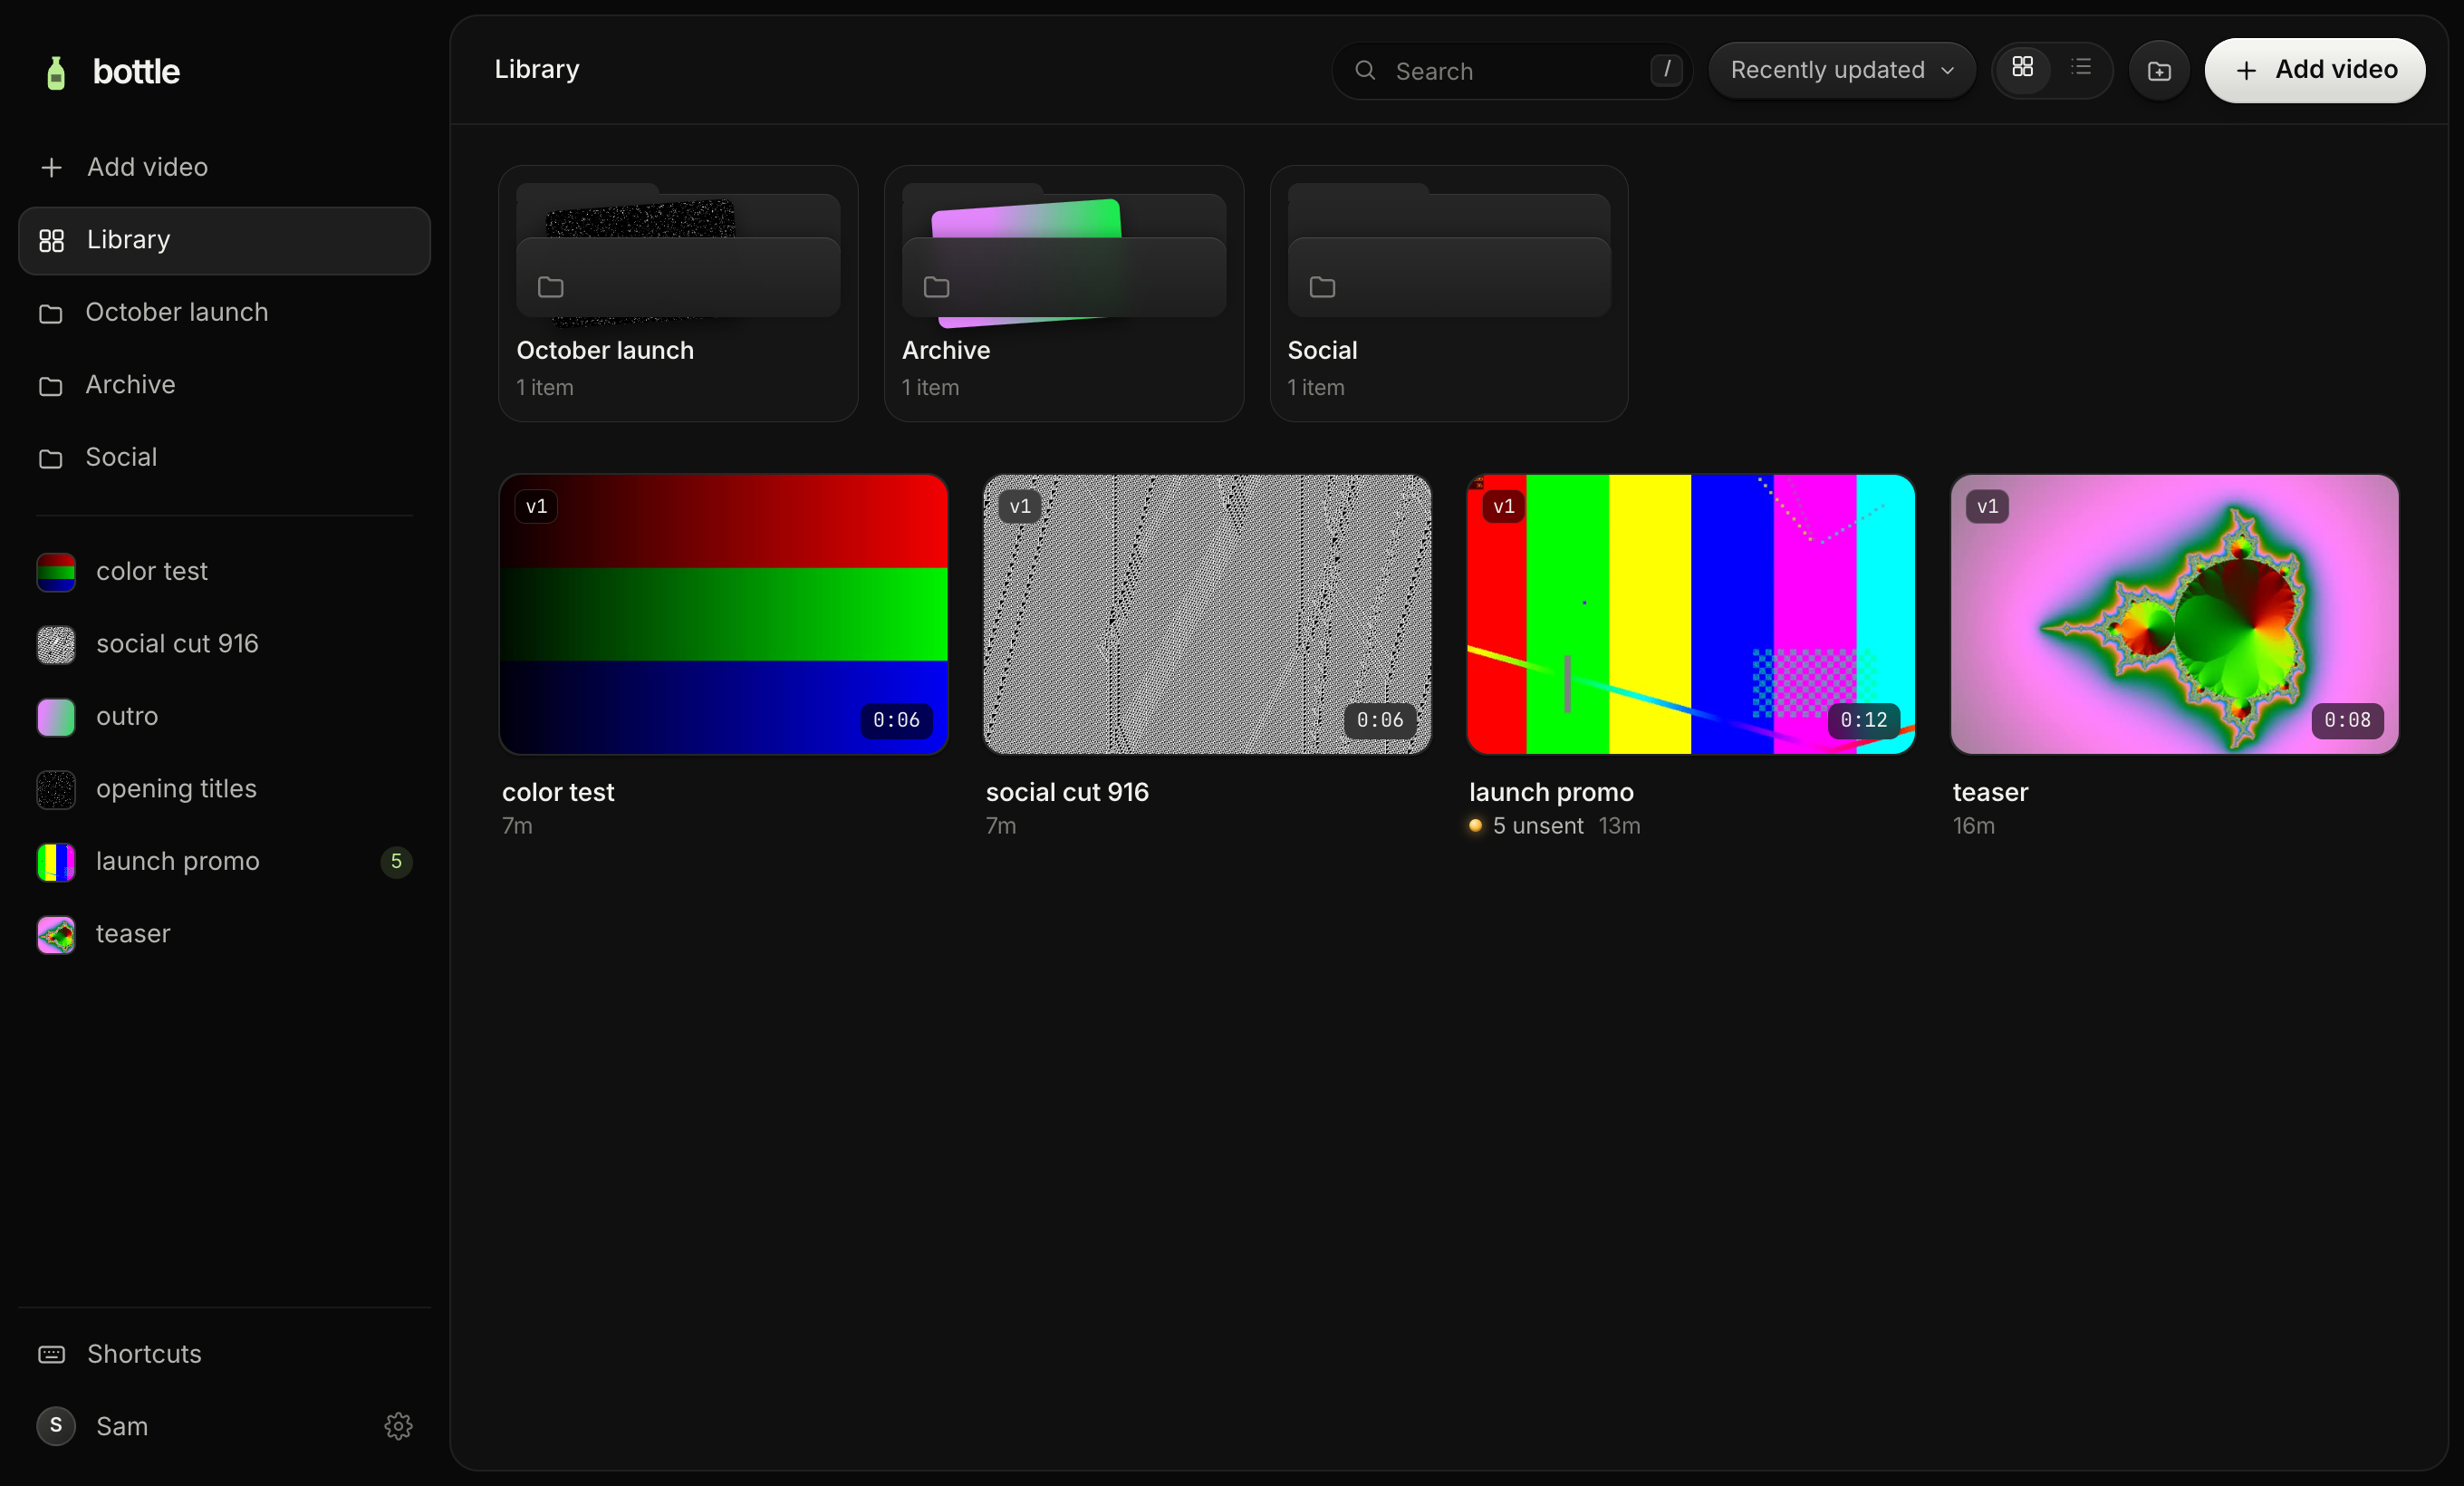 bottle
Add video
Library
October launch
Archive
Social
color test
social cut 916
outro
opening titles
launch promo 5
teaser
Shortcuts
S Sam
Library
Search /
Recently updated
Add video
October launch
1 item
Archive
1 item
Social
1 item
v1
0:06
color test
7m
v1
0:06
social cut 916
7m
v1
0:12
launch promo
5 unsent 13m
v1
0:08
teaser
16m